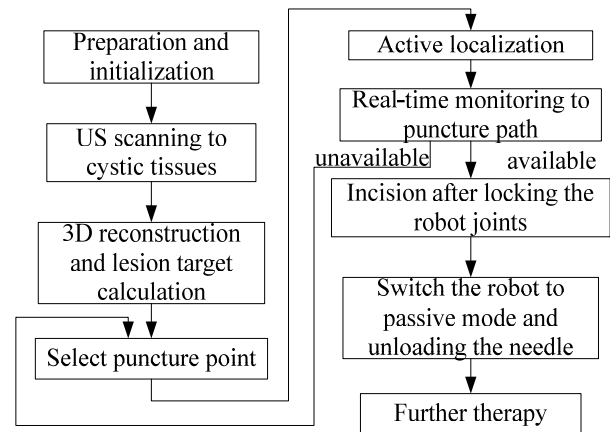 Preparation and
initialization
US scanning to
cystic tissues
3D reconstruction
and lesion target
calculation
Select puncture point
Active localization
Real-time monitoring to
puncture path
unavailable
available
Incision after locking the
robot joints
Switch the robot to
passive mode and
unloading the needle
Further therapy